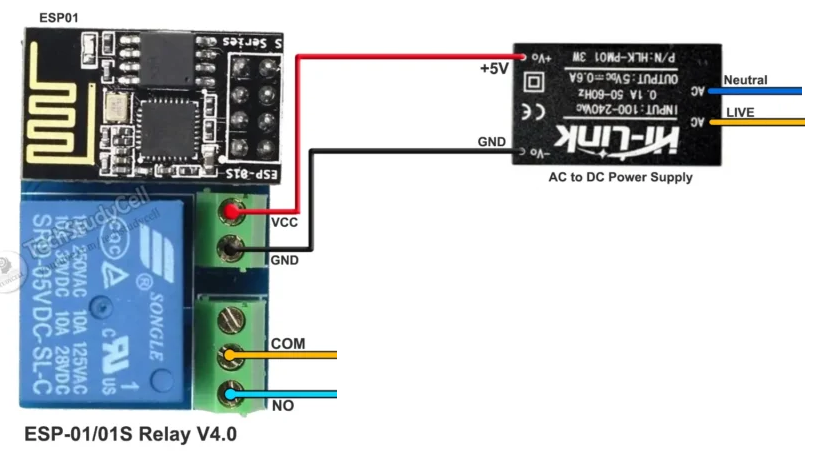 ESP01
S Series
ESP-01S
+5V
+Vo
P/N:HLK-PM01 3W
OUTPUT:5VDC⎓0.6A
0.1A 50-60Hz
INPUT:100-240VAC
CE
Hi-Link
-Vo
AC
AC
Neutral
LIVE
GND
AC to DC Power Supply
VCC
GND
TechStudyCell
CQC
SONGLE
®
10A 250VAC 10A 125VAC
10A 30VDC 10A 28VDC
SRD-05VDC-SL-C
c
US
1
COM
NO
ESP-01/01S Relay V4.0